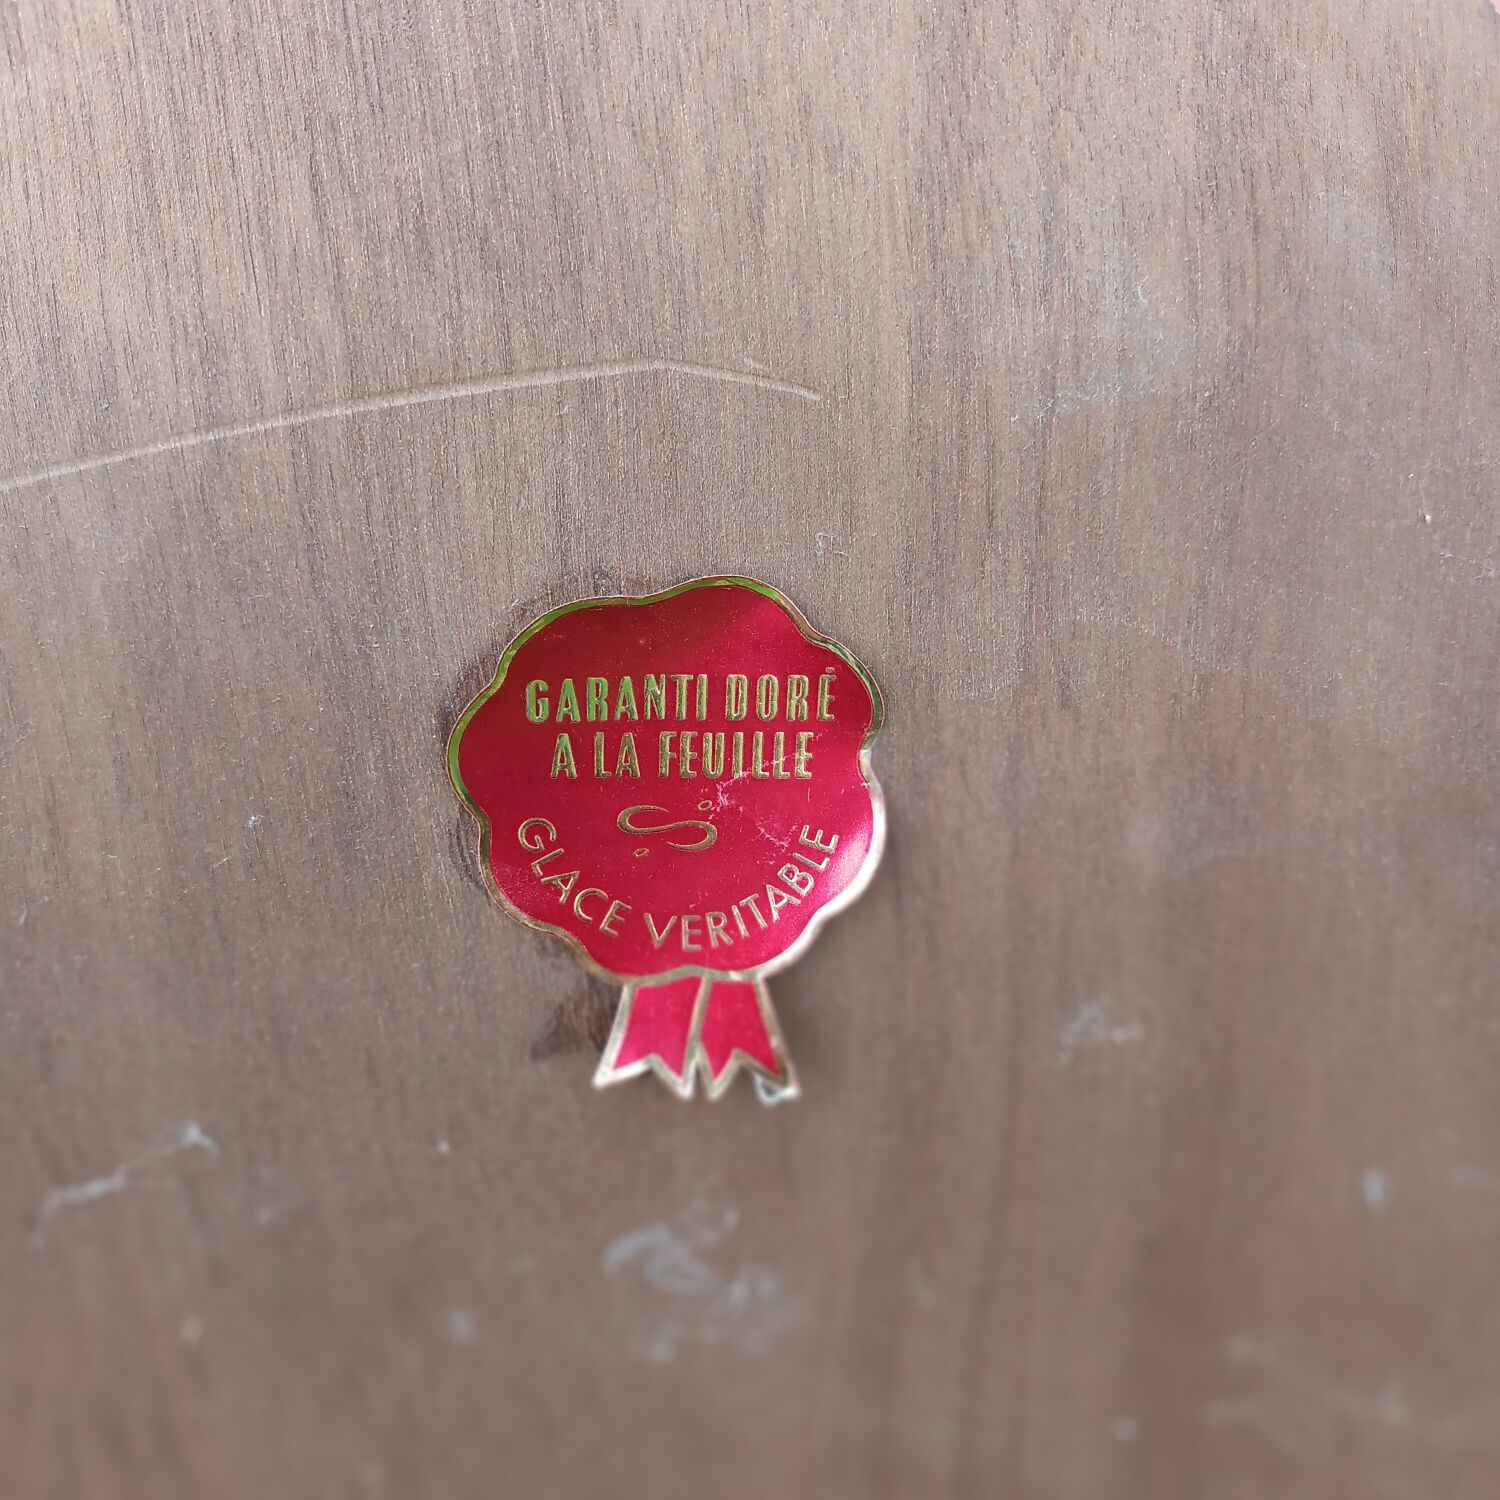 GARANTI DORÉ
A LA FEUILLE
GLACE VERITABLE